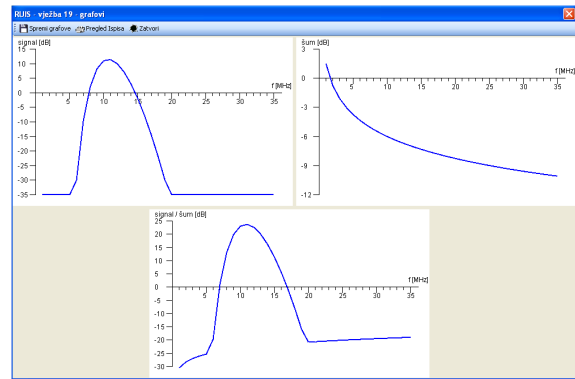 RUIS - vježba 19 - grafovi
Spremi grafove Pregled Ispisa Zatvori
signal [dB]
15
10
5
0
-5
-10
-15
-20
-25
-30
-35
5 10 15 20 25 30 35
f [MHz]
šum [dB]
3
0
-3
-6
-9
-12
5 10 15 20 25 30 35
f [MHz]
signal / šum [dB]
25
20
15
10
5
0
-5
-10
-15
-20
-25
-30
5 10 15 20 25 30 35
f [MHz]